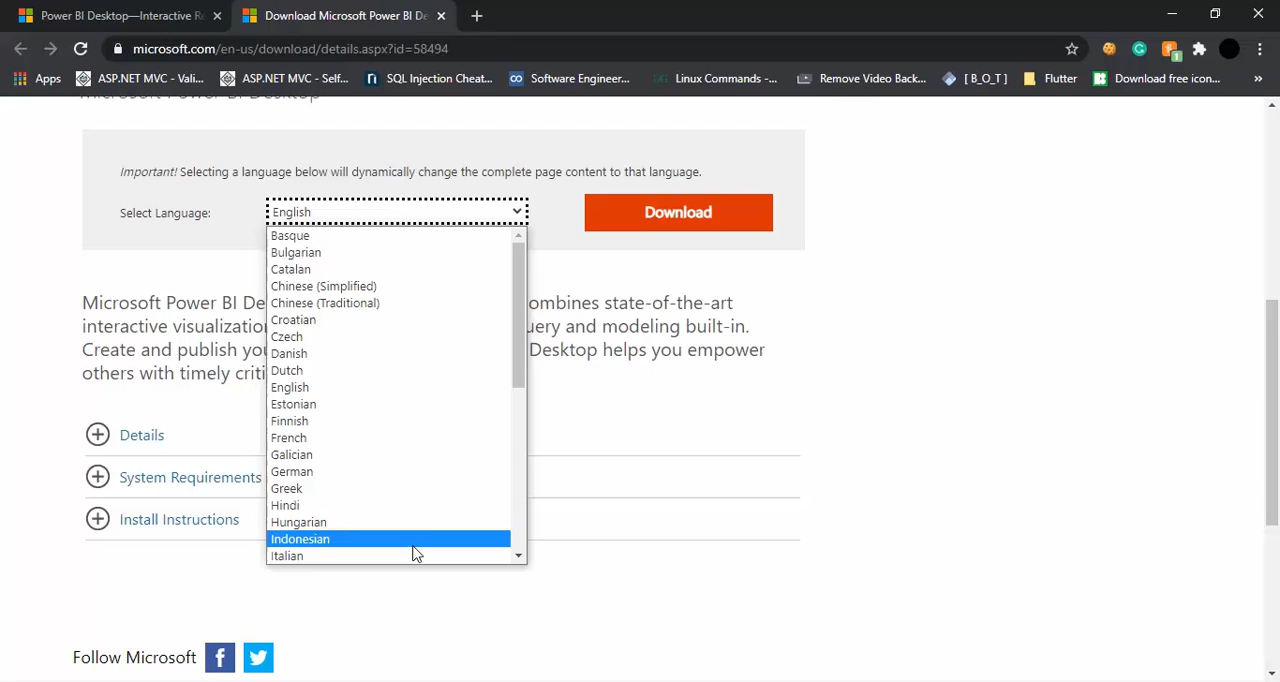 Power BI Desktop—Interactive R
Download Microsoft Power BI De
microsoft.com/en-us/download/details.aspx?id=58494
Apps
ASP.NET MVC - Vali...
ASP.NET MVC - Self...
SQL Injection Cheat...
Software Engineer...
Linux Commands -...
Remove Video Back...
[ B_O_T ]
Flutter
Download free icon...
Microsoft Power BI Desktop
Important! Selecting a language below will dynamically change the complete page content to that language.
Select Language:
English
Download
Basque
Bulgarian
Catalan
Chinese (Simplified)
Chinese (Traditional)
Croatian
Czech
Danish
Dutch
English
Estonian
Finnish
French
Galician
German
Greek
Hindi
Hungarian
Indonesian
Italian
Microsoft Power BI De ombines state-of-the-art
interactive visualization uery and modeling built-in.
Create and publish you Desktop helps you empower
others with timely criti
Details
System Requirements
Install Instructions
Follow Microsoft